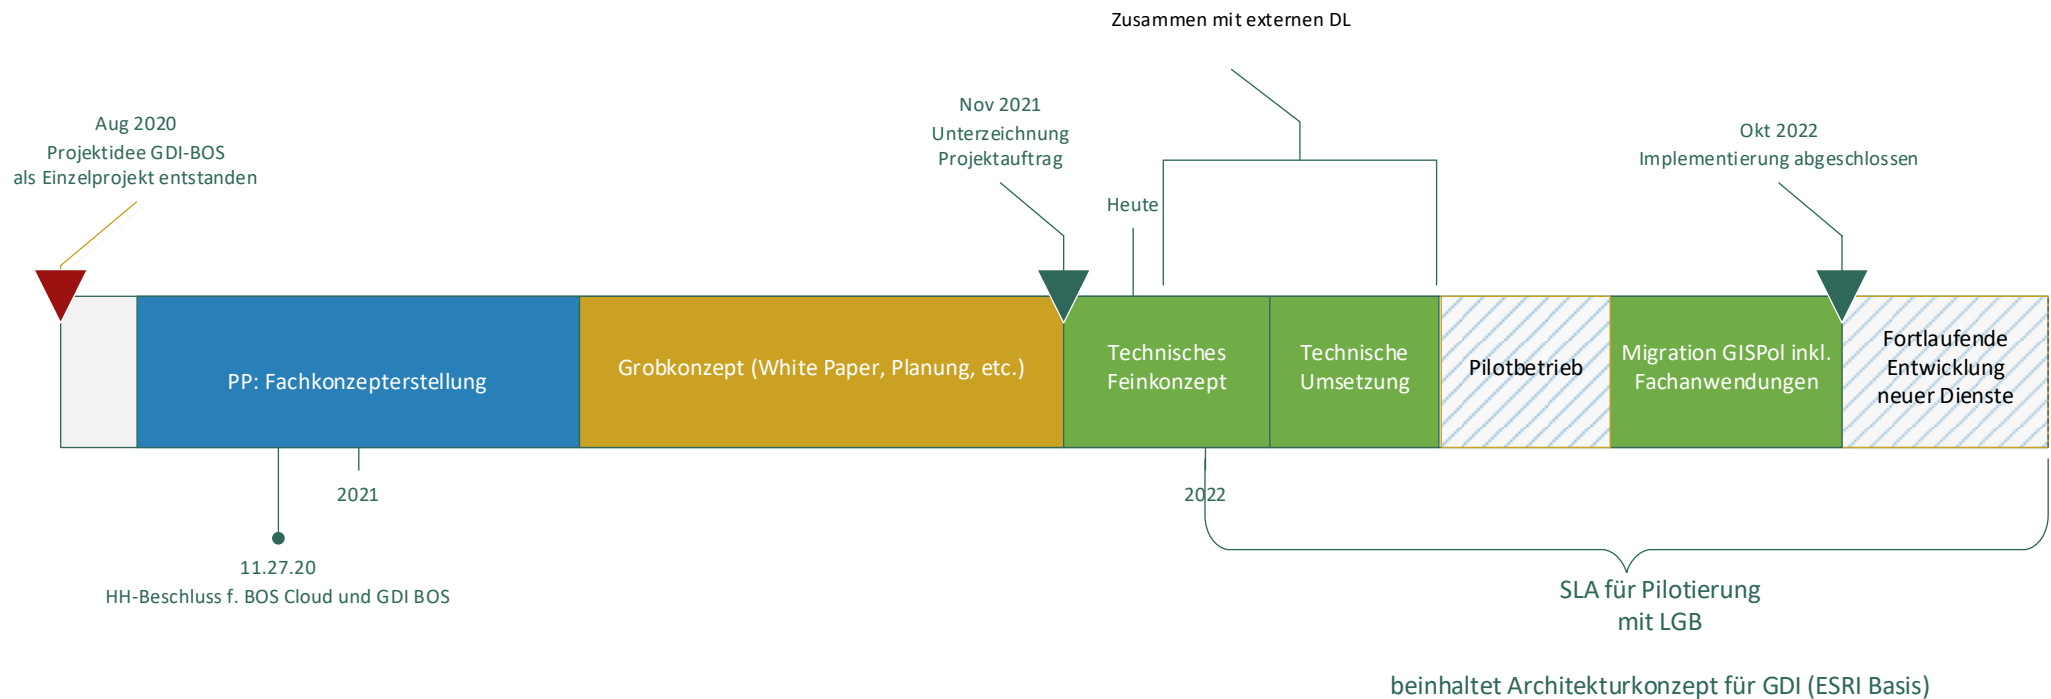 Zusammen mit externen DL
Aug 2020
Projektidee GDI-BOS
als Einzelprojekt entstanden
Nov 2021
Unterzeichnung
Projektauftrag
Heute
Okt 2022
Implementierung abgeschlossen
PP: Fachkonzepterstellung
Grobkonzept (White Paper, Planung, etc.)
Technisches
Feinkonzept
Technische
Umsetzung
Pilotbetrieb
Migration GISPol inkl.
Fachanwendungen
Fortlaufende
Entwicklung
neuer Dienste
2021
2022
11.27.20
HH-Beschluss f. BOS Cloud und GDI BOS
SLA für Pilotierung
mit LGB
beinhaltet Architekturkonzept für GDI (ESRI Basis)